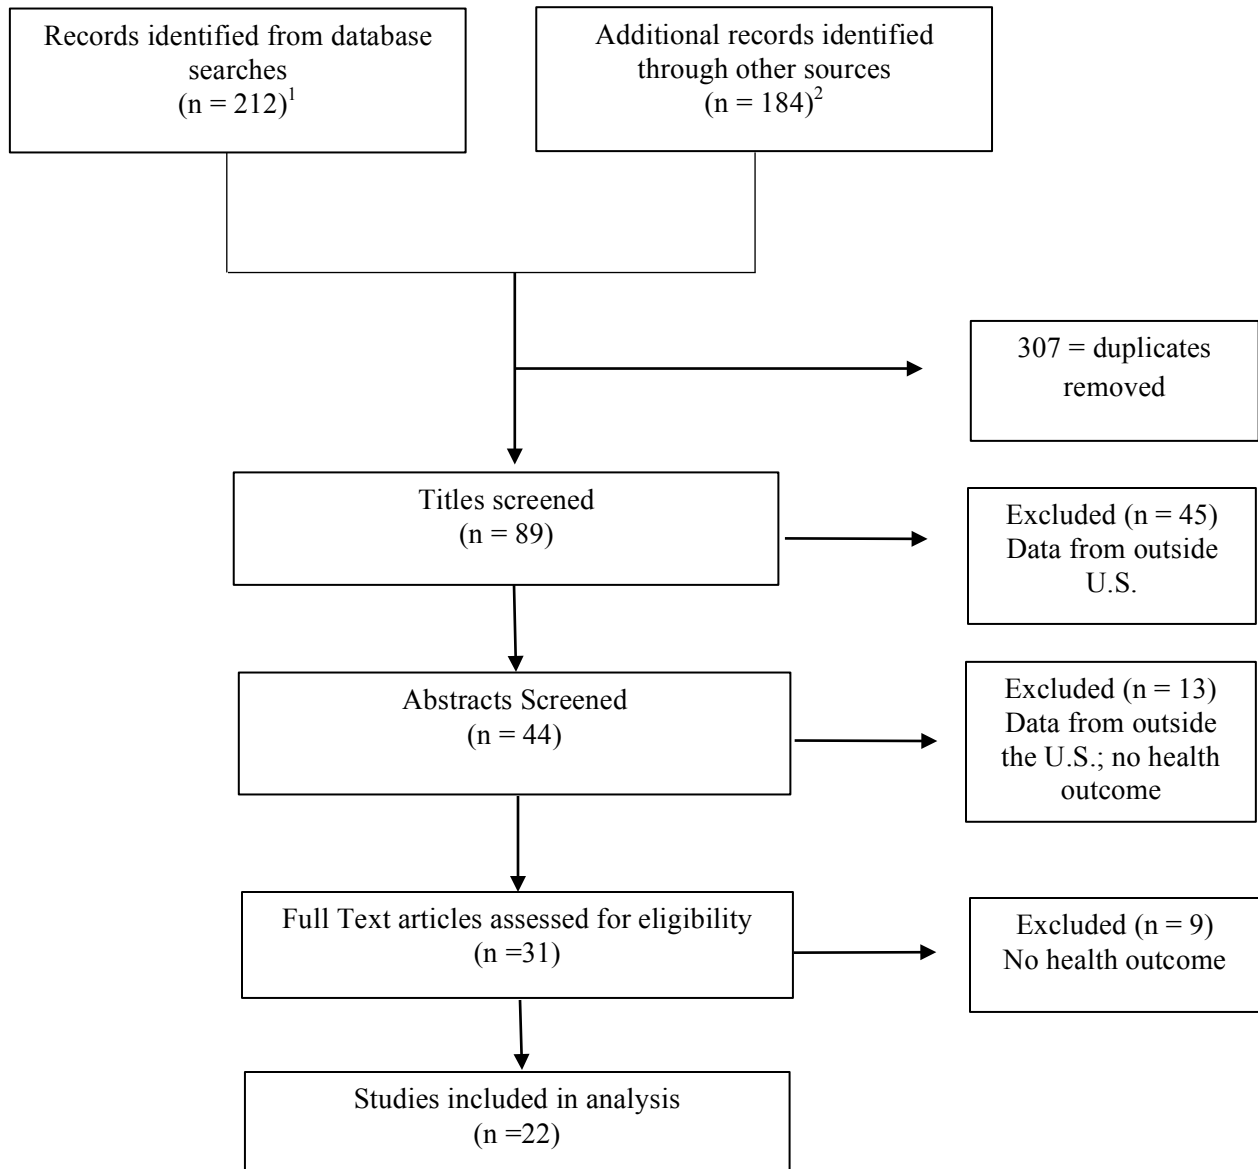 Records identified from database
searches
(n = 212)¹
Additional records identified
through other sources
(n = 184)²
307 = duplicates
removed
Titles screened
(n = 89)
Excluded (n = 45)
Data from outside
U.S.
Abstracts Screened
(n = 44)
Excluded (n = 13)
Data from outside
the U.S.; no health
outcome
Full Text articles assessed for eligibility
(n =31)
Excluded (n = 9)
No health outcome
Studies included in analysis
(n =22)